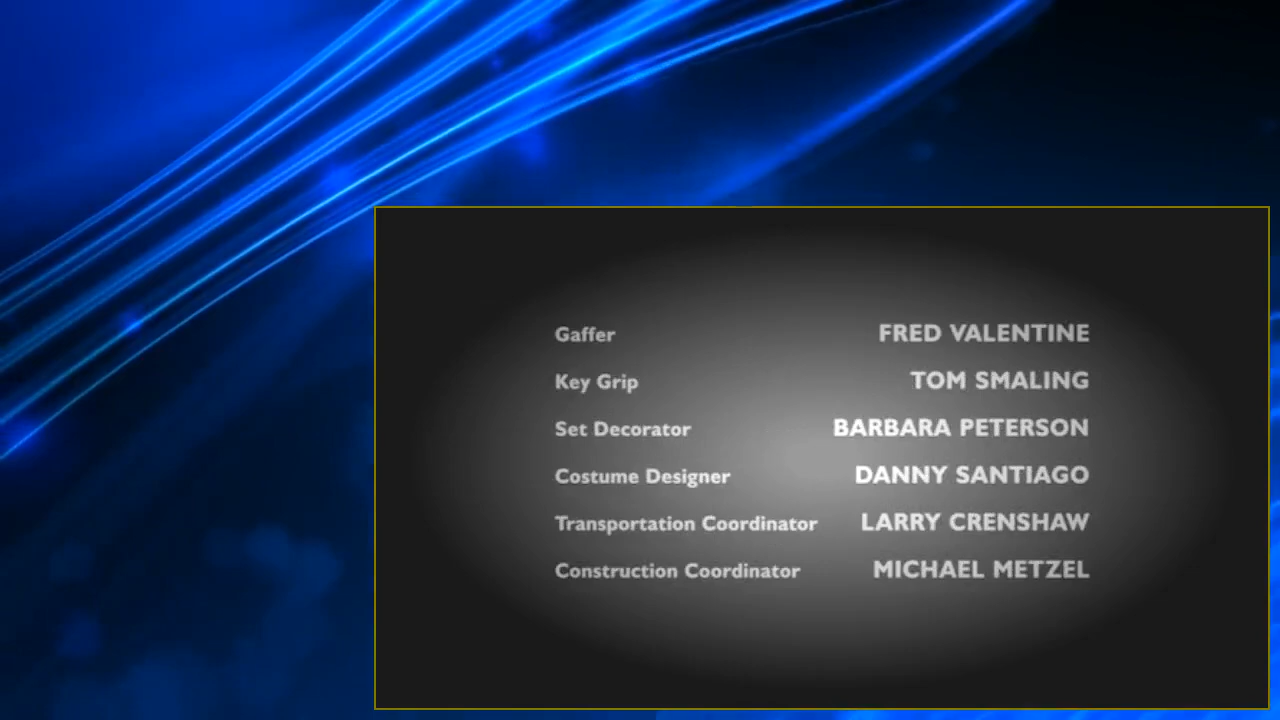 Gaffer FRED VALENTINE
Key Grip TOM SMALING
Set Decorator BARBARA PETERSON
Costume Designer DANNY SANTIAGO
Transportation Coordinator LARRY CRENSHAW
Construction Coordinator MICHAEL METZEL